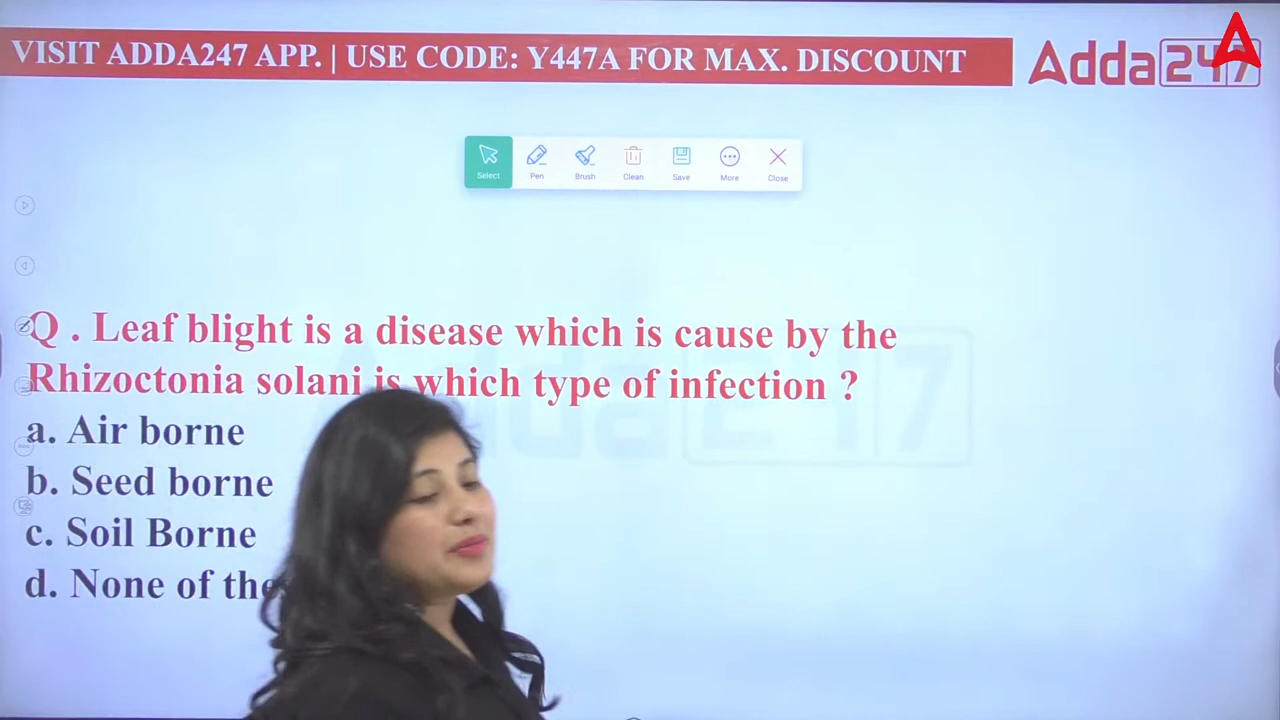 VISIT ADDA247 APP. | USE CODE: Y447A FOR MAX. DISCOUNT
Adda247
Select
Pen
Brush
Clean
Save
More
Close
Q . Leaf blight is a disease which is cause by the
Rhizoctonia solani is which type of infection ?
a. Air borne
b. Seed borne
c. Soil Borne
d. None of
Adda247